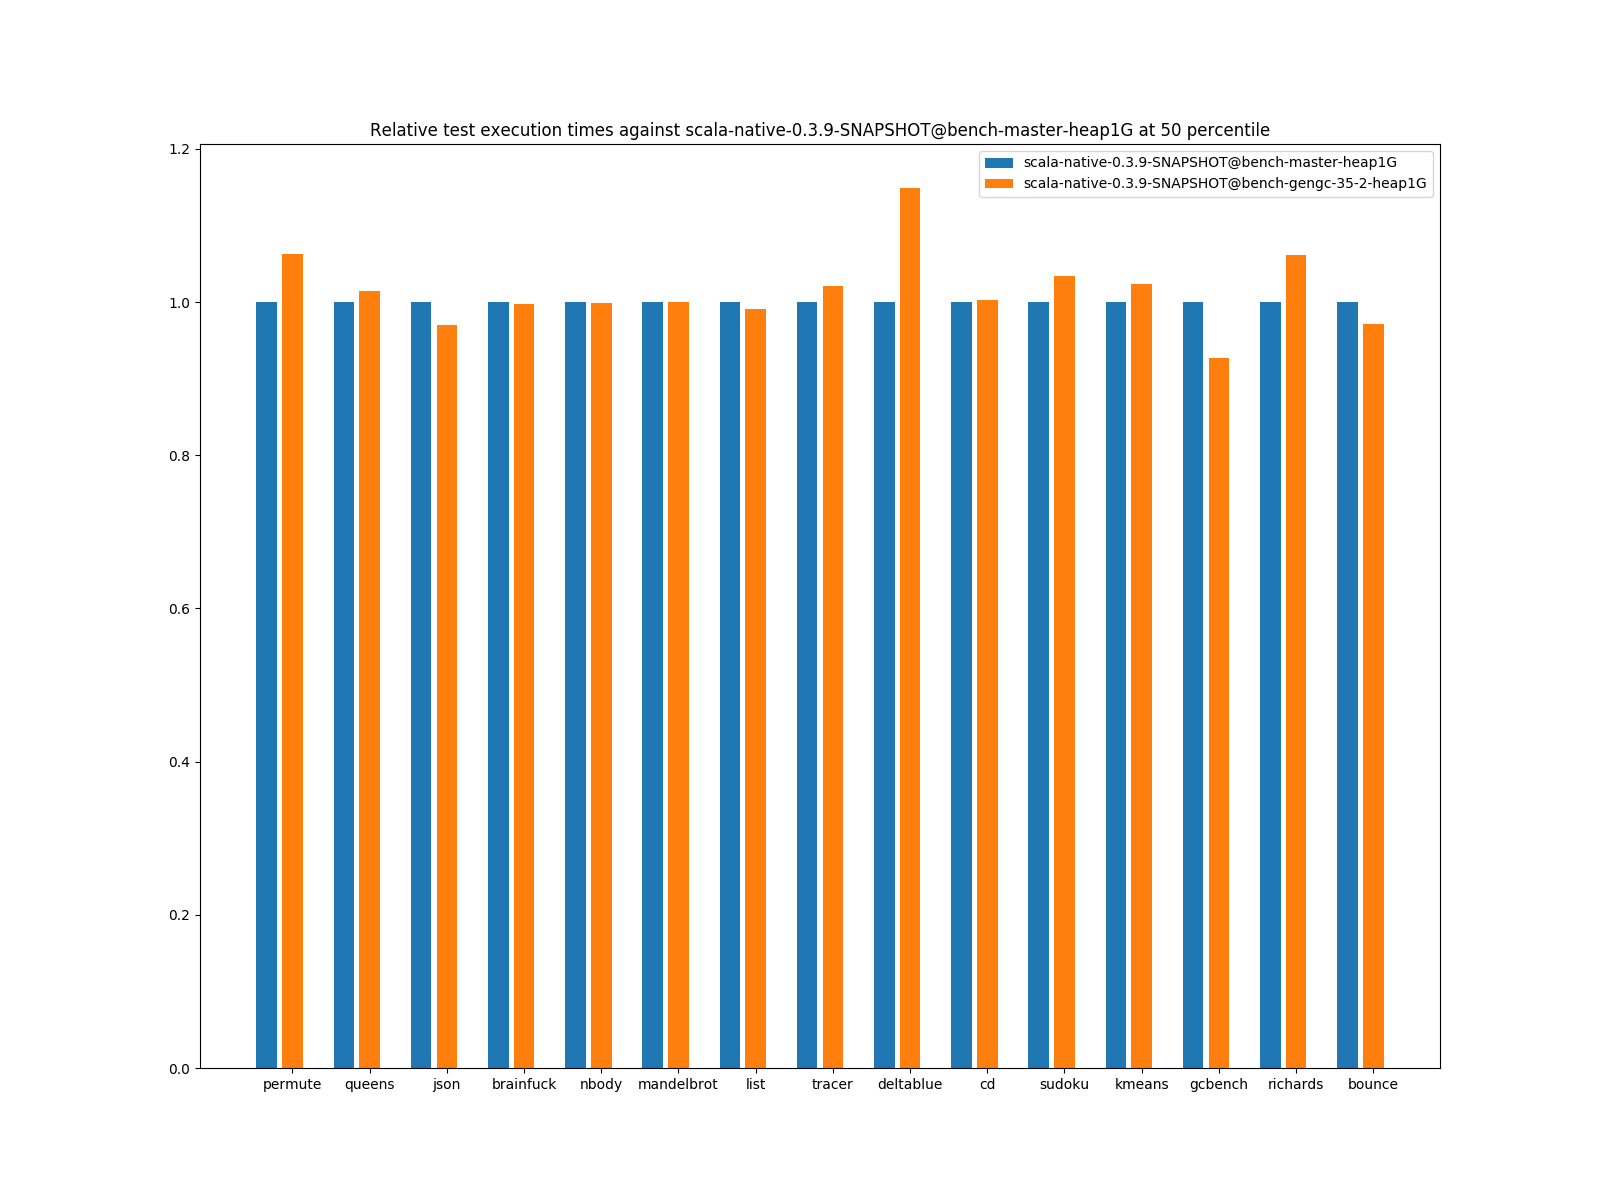 Relative test execution times against scala-native-0.3.9-SNAPSHOT@bench-master-heap1G at 50 percentile
scala-native-0.3.9-SNAPSHOT@bench-master-heap1G
scala-native-0.3.9-SNAPSHOT@bench-gengc-35-2-heap1G
1.2
1.0
0.8
0.6
0.4
0.2
0.0
permute queens json brainfuck nbody mandelbrot list tracer deltablue cd sudoku kmeans gcbench richards bounce